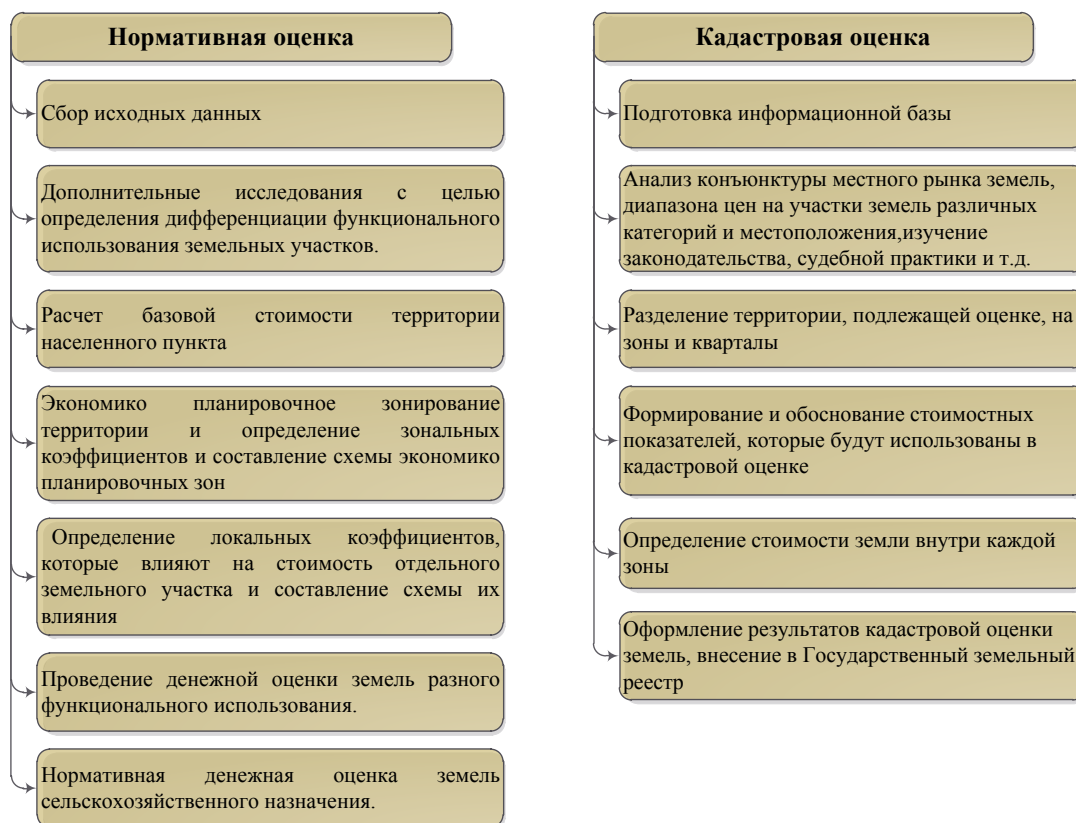 Нормативная оценка
Сбор исходных данных
Дополнительные исследования с целью
определения дифференциации функционального
использования земельных участков.
Расчет базовой стоимости территории
населенного пункта
Экономико планировочное зонирование
территории и определение зональных
коэффициентов и составление схемы экономико
планировочных зон
Определение локальных коэффициентов,
которые влияют на стоимость отдельного
земельного участка и составление схемы их
влияния
Проведение денежной оценки земель разного
функционального использования.
Нормативная денежная оценка земель
сельскохозяйственного назначения.
Кадастровая оценка
Подготовка информационной базы
Анализ конъюнктуры местного рынка земель,
диапазона цен на участки земель различных
категорий и местоположения,изучение
законодательства, судебной практики и т.д.
Разделение территории, подлежащей оценке, на
зоны и кварталы
Формирование и обоснование стоимостных
показателей, которые будут использованы в
кадастровой оценке
Определение стоимости земли внутри каждой
зоны
Оформление результатов кадастровой оценки
земель, внесение в Государственный земельный
реестр